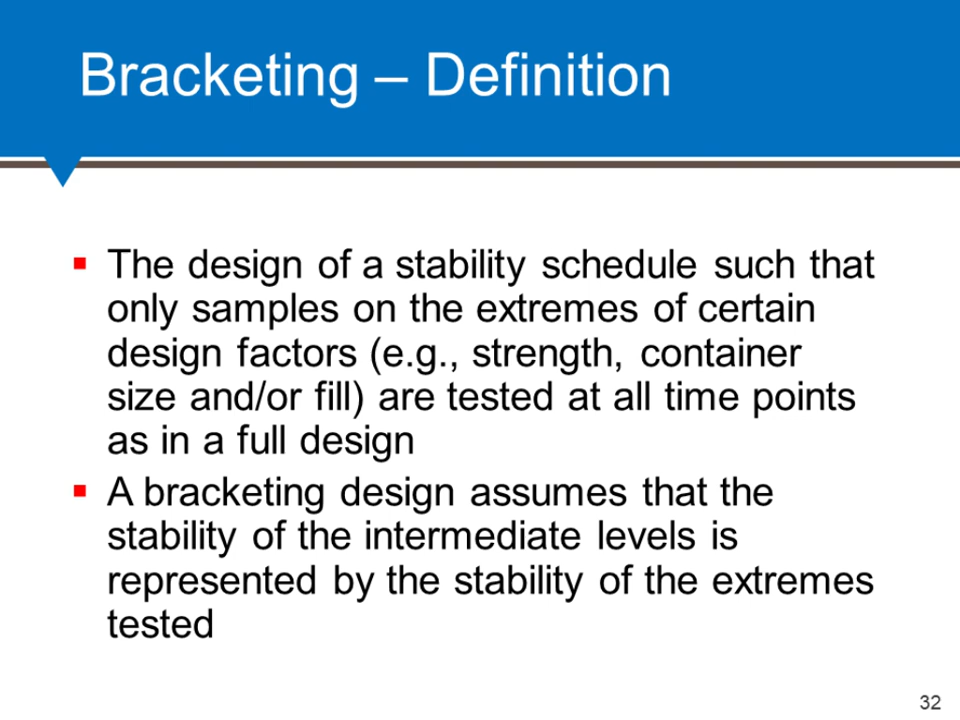 Bracketing – Definition
The design of a stability schedule such that
only samples on the extremes of certain
design factors (e.g., strength, container
size and/or fill) are tested at all time points
as in a full design
A bracketing design assumes that the
stability of the intermediate levels is
represented by the stability of the extremes
tested
32